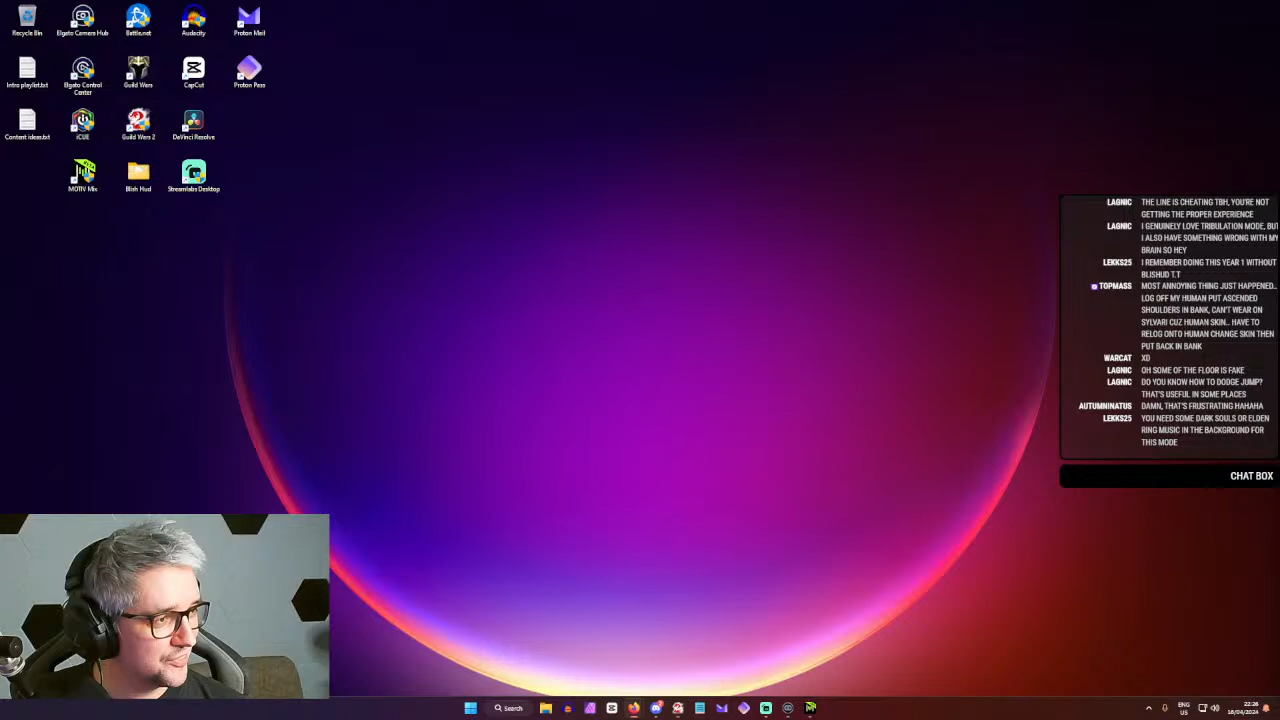 Recycle Bin
Elgato Camera Hub
Battle.net
Audacity
Proton Mail
Intro playlist.txt
Elgato Control
Center
Guild Wars
CapCut
Proton Pass
Content ideas.txt
iCUE
Guild Wars 2
DaVinci Resolve
MOTIV Mix
Blish Hud
Streamlabs Desktop
LAGNIC THE LINE IS CHEATING TBH, YOU'RE NOT
GETTING THE PROPER EXPERIENCE
LAGNIC I GENUINELY LOVE TRIBULATION MODE, BUT
I ALSO HAVE SOMETHING WRONG WITH MY
BRAIN SO HEY
LEKKS25 I REMEMBER DOING THIS YEAR 1 WITHOUT
BLISHUD T.T
TOPMASS MOST ANNOYING THING JUST HAPPENED..
LOG OFF MY HUMAN PUT ASCENDED
SHOULDERS IN BANK, CAN'T WEAR ON
SYLVARI CUZ HUMAN SKIN.. HAVE TO
RELOG ONTO HUMAN CHANGE SKIN THEN
PUT BACK IN BANK
WARCAT XD
LAGNIC OH SOME OF THE FLOOR IS FAKE
LAGNIC DO YOU KNOW HOW TO DODGE JUMP?
THAT'S USEFUL IN SOME PLACES
AUTUMNINATUS DAMN, THAT'S FRUSTRATING HAHAHA
LEKKS25 YOU NEED SOME DARK SOULS OR ELDEN
RING MUSIC IN THE BACKGROUND FOR
THIS MODE
CHAT BOX
Search
ENG
US
22:26
16/04/2024